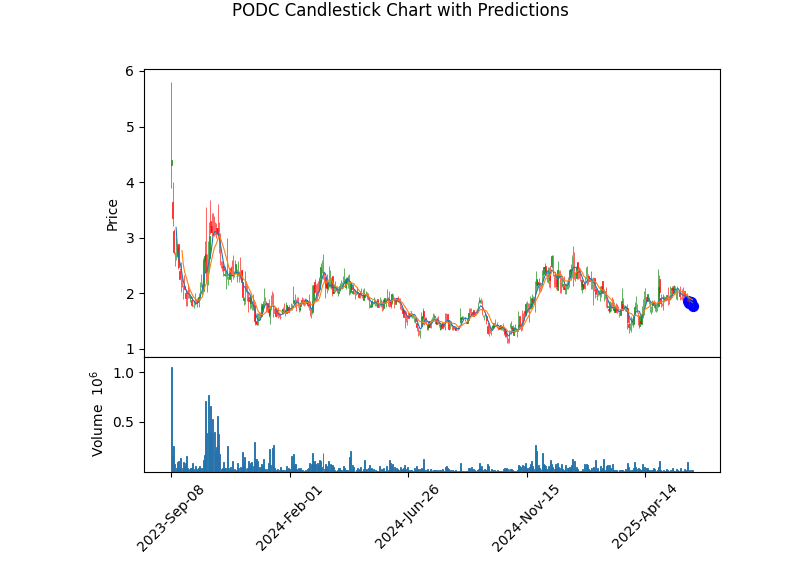 PODC Candlestick Chart with Predictions
6
5
4
3
2
1
Price
1.0
0.5
Volume 10^6
2023-Sep-08
2024-Feb-01
2024-Jun-26
2024-Nov-15
2025-Apr-14